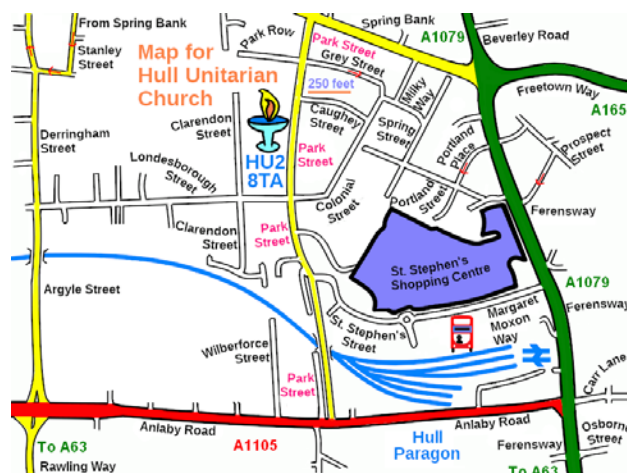 From Spring Bank
Stanley
Street
Map for
Hull Unitarian
Church
Park Row
Park Street
Grey Street
Spring Bank
A1079
Beverley Road
250 feet
Milky
Way
Freetown Way
A165
Clarendon
Street
Caughey
Street
Spring
Street
Portland
Place
Prospect
Street
Derringham
Street
HU2
8TA
Park
Street
Londesborough
Street
Colonial
Street
Portland
Street
Ferensway
Clarendon
Street
Park
Street
St. Stephen's
Shopping Centre
A1079
Ferensway
Argyle Street
Margaret
Moxon
Way
St. Stephen's
Street
Wilberforce
Street
Park
Street
Carr Lane
Anlaby Road
A1105
Hull
Paragon
Anlaby Road
Osborne
Street
Ferensway
To A63
Rawling Way
To A63